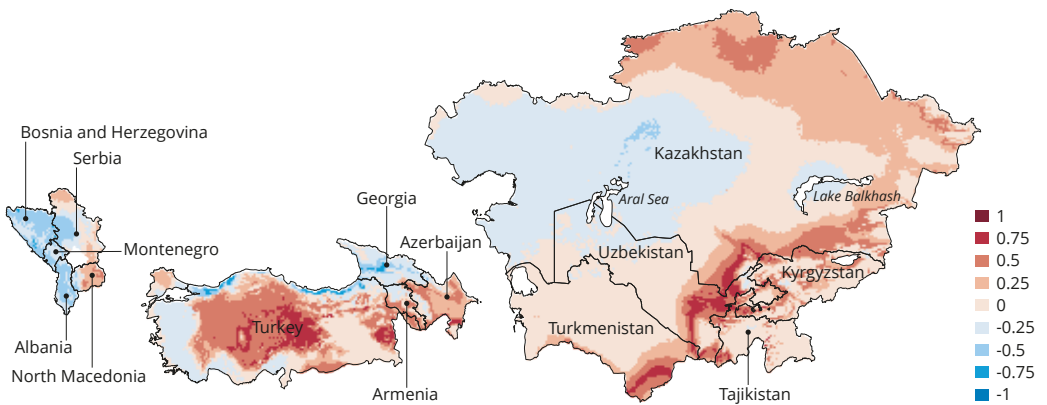 Bosnia and Herzegovina
Serbia
Montenegro
Albania
North Macedonia
Georgia
Azerbaijan
Turkey
Armenia
Kazakhstan
Aral Sea
Lake Balkhash
Uzbekistan
Kyrgyzstan
Turkmenistan
Tajikistan
1
0.75
0.5
0.25
0
-0.25
-0.5
-0.75
-1